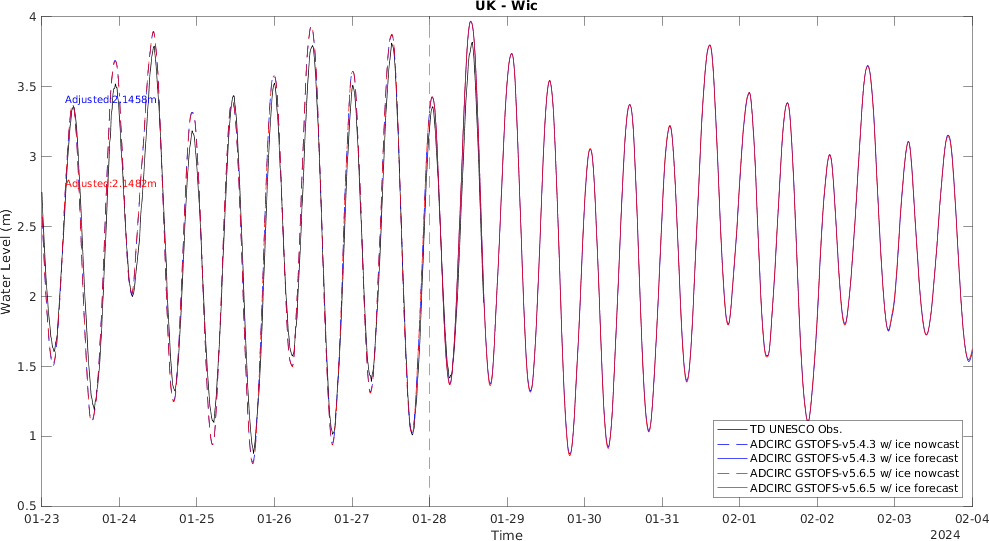 UK - Wic
4
3.5
3
2.5
2
1.5
1
0.5
Water Level (m)
Adjusted:2.1458m
Adjusted:2.1482m
TD UNESCO Obs.
ADCIRC GSTOFS-v5.4.3 w/ ice nowcast
ADCIRC GSTOFS-v5.4.3 w/ ice forecast
ADCIRC GSTOFS-v5.6.5 w/ ice nowcast
ADCIRC GSTOFS-v5.6.5 w/ ice forecast
01-23 01-24 01-25 01-26 01-27 01-28 01-29 01-30 01-31 02-01 02-02 02-03 02-04
Time
2024